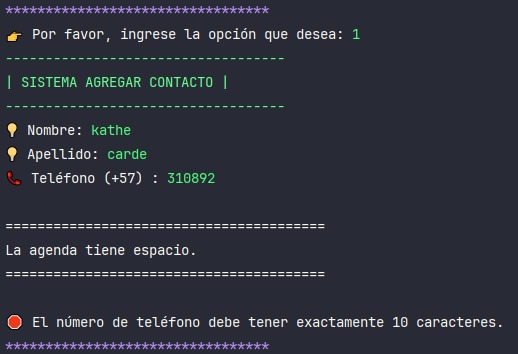 *********************************
👉 Por favor, ingrese la opción que desea: 1
-----------------------------------
| SISTEMA AGREGAR CONTACTO |
-----------------------------------
💡 Nombre: kathe
💡 Apellido: carde
📞 Teléfono (+57) : 310892
========================================
La agenda tiene espacio.
========================================
🛑 El número de teléfono debe tener exactamente 10 caracteres.
*********************************